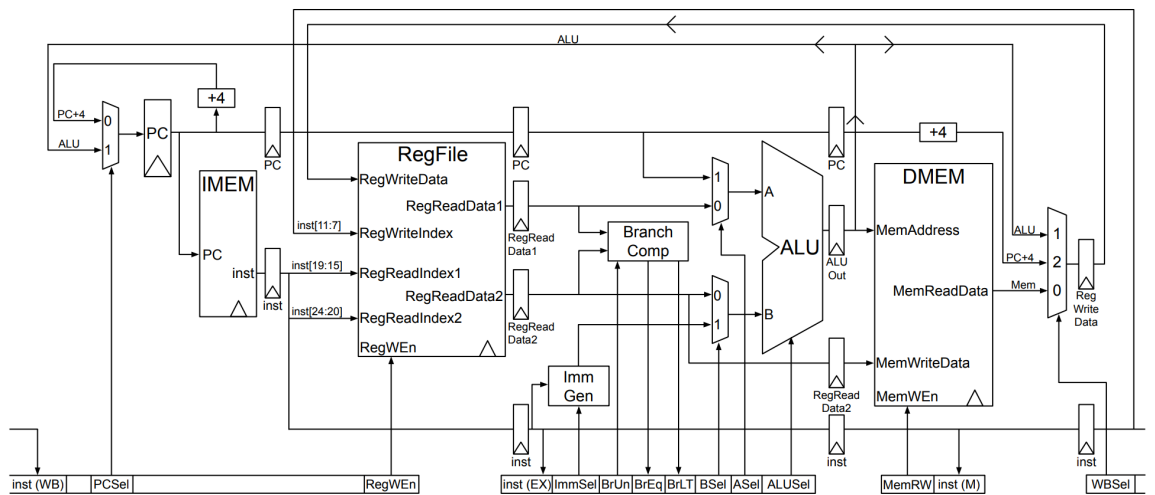 ALU
+4
PC+4
0
ALU
1
PC
PC
IMEM
PC
inst
inst
inst[11:7]
inst[19:15]
inst[24:20]
RegFile
RegWriteData
RegReadData1
RegWriteIndex
RegReadIndex1
RegReadData2
RegReadIndex2
RegWEn
PC
RegRead
Data1
RegRead
Data2
Branch
Comp
Imm
Gen
inst
1
0
0
1
A
B
ALU
PC
ALU
Out
RegRead
Data2
inst
+4
DMEM
MemAddress
MemReadData
MemWriteData
MemWEn
ALU
PC+4
Mem
1
2
0
Reg
Write
Data
inst
inst (WB) PCSel RegWEn inst (EX) ImmSel BrUn BrEq BrLT BSel ASel ALUSel MemRW inst (M) WBSel